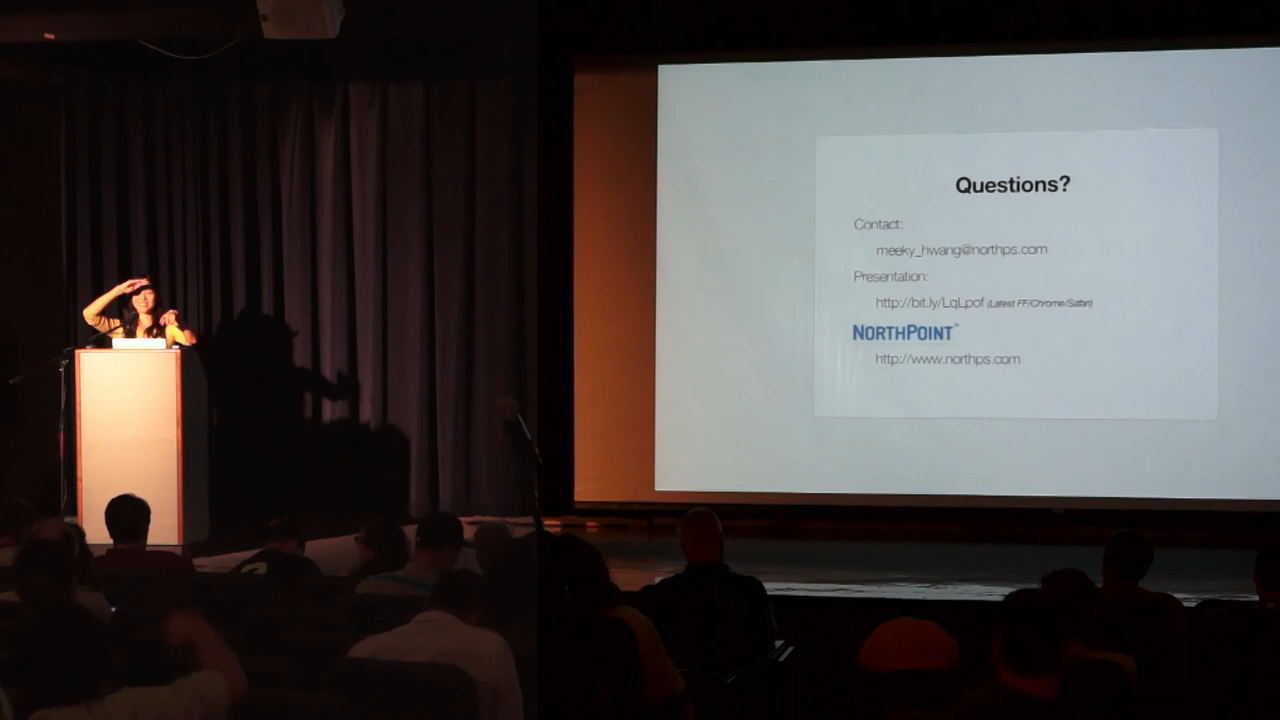 Questions?
Contact:
meeky_hwang@northps.com
Presentation:
http://bit.ly/LqLpof (Latest FF/Chrome/Safari)
NORTHPOINT
http://www.northps.com